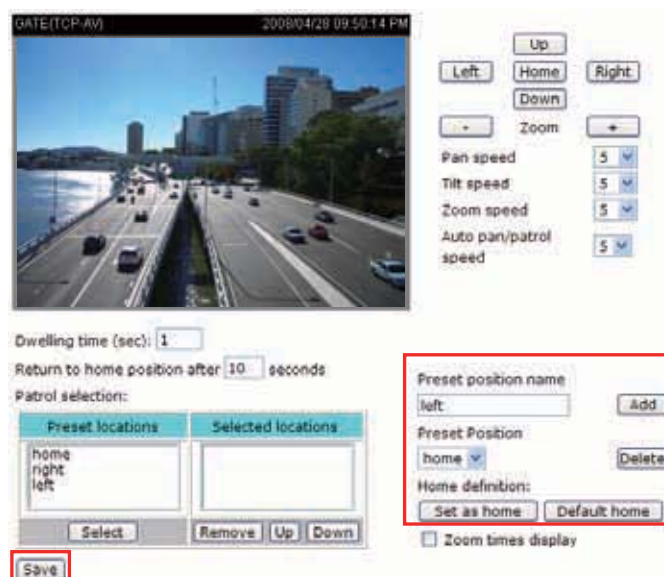 GATE(TCP-AV) 2008/04/28 09:50:14 PM
Up
Left Home Right
Down
- Zoom +
Pan speed 5
Tilt speed 5
Zoom speed 5
Auto pan/patrol speed 5
Dwelling time (sec): 1
Return to home position after 10 seconds
Patrol selection:
Preset locations Selected locations
home
right
left
Select Remove Up Down
Save
Preset position name
left Add
Preset Position
home Delete
Home definition:
Set as home Default home
Zoom times display